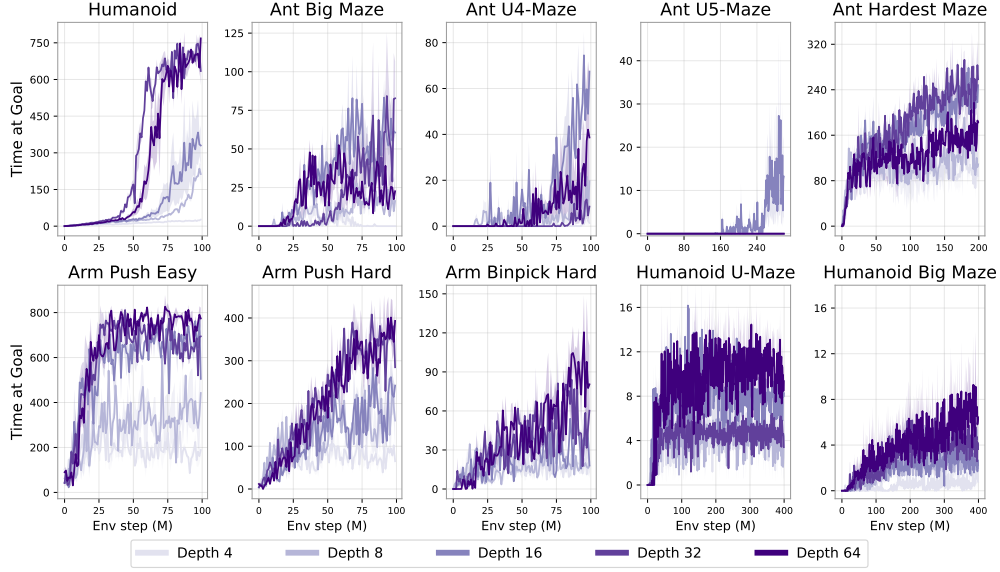 Humanoid
Ant Big Maze
Ant U4-Maze
Ant U5-Maze
Ant Hardest Maze
Time at Goal
750
600
450
300
150
0
0 25 50 75 100
125
100
75
50
25
0
0 25 50 75 100
80
60
40
20
0
0 25 50 75 100
40
30
20
10
0
0 80 160 240
320
240
160
80
0
0 50 100 150 200
Arm Push Easy
Arm Push Hard
Arm Binpick Hard
Humanoid U-Maze
Humanoid Big Maze
Time at Goal
800
600
400
200
0
0 25 50 75 100
Env step (M)
400
300
200
100
0
0 25 50 75 100
Env step (M)
150
120
90
60
30
0
0 25 50 75 100
Env step (M)
16
12
8
4
0
0 100 200 300 400
Env step (M)
16
12
8
4
0
0 100 200 300 400
Env step (M)
Depth 4
Depth 8
Depth 16
Depth 32
Depth 64